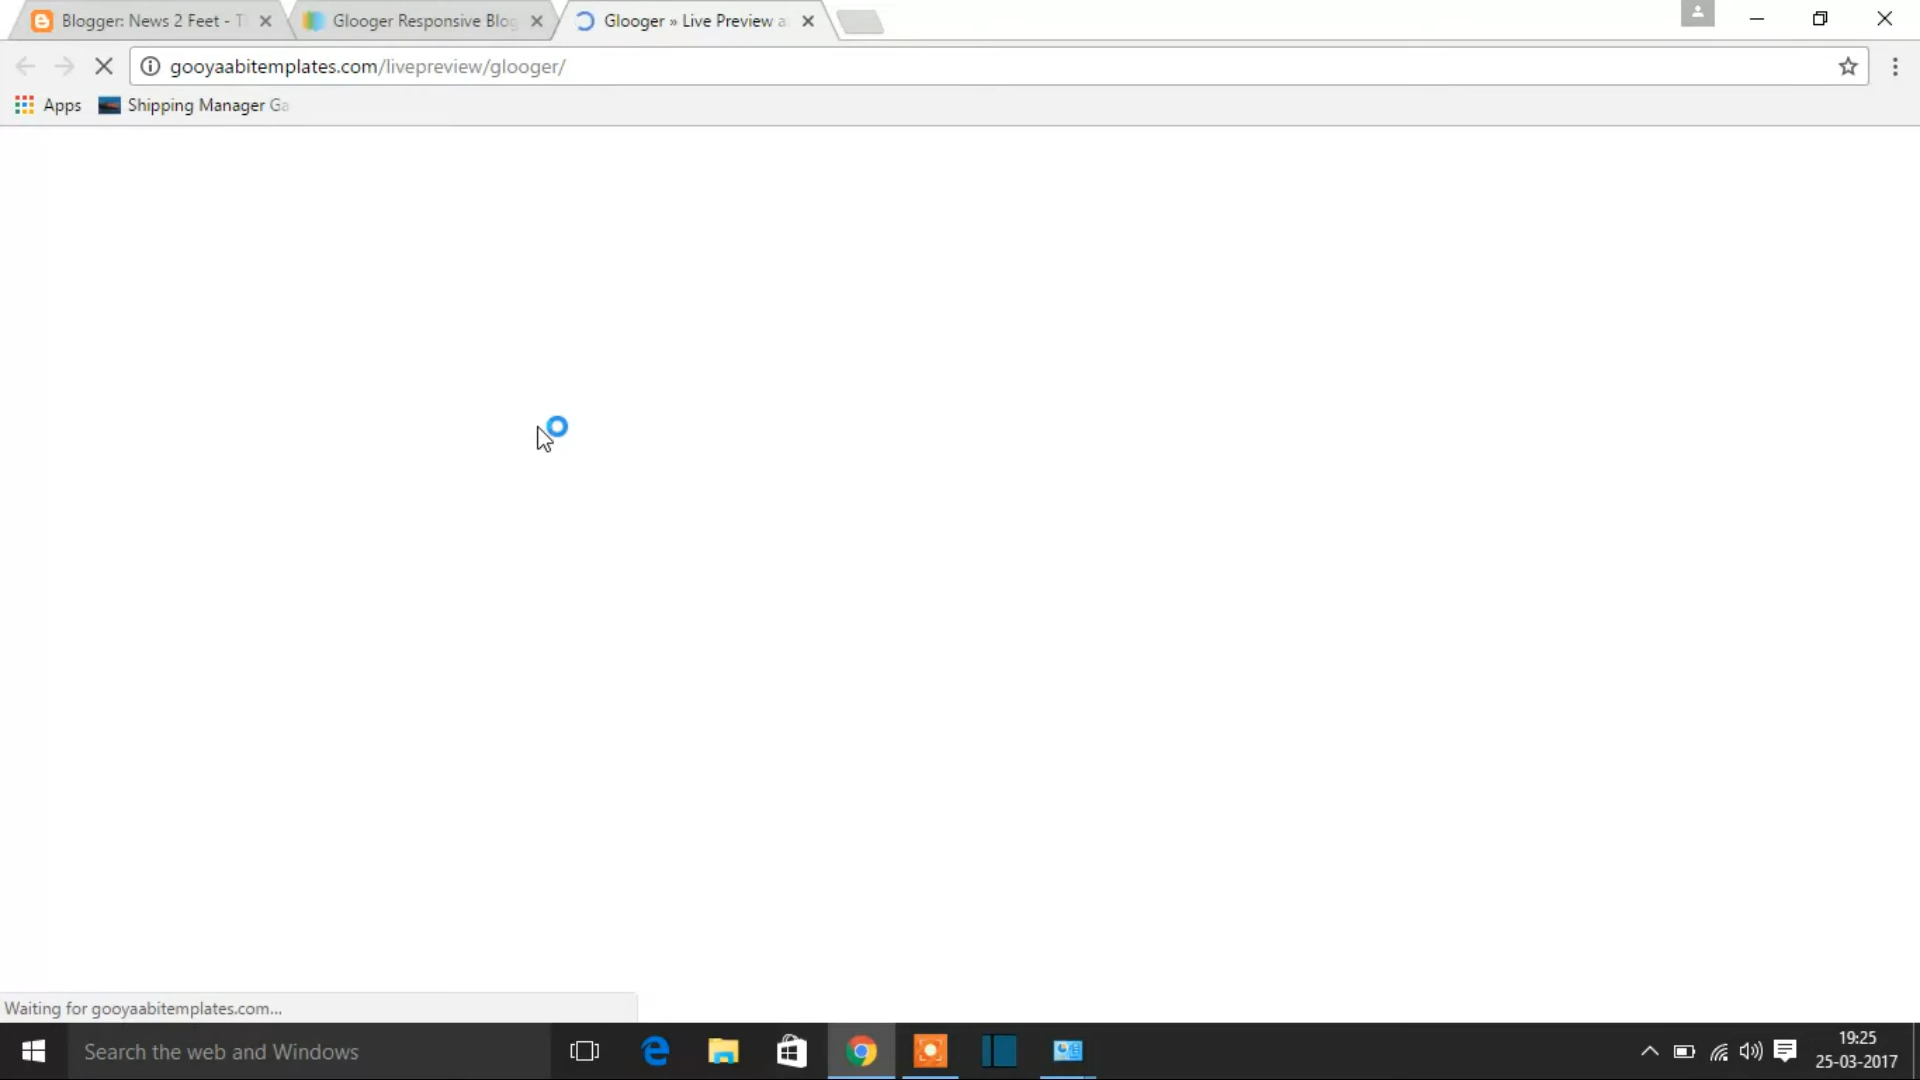 Blogger: News 2 Feet - T
Glooger Responsive Blog
Glooger » Live Preview a
gooyaabitemplates.com/livepreview/glooger/
Apps
Shipping Manager Ga
Waiting for gooyaabitemplates.com...
Search the web and Windows
19:25
25-03-2017